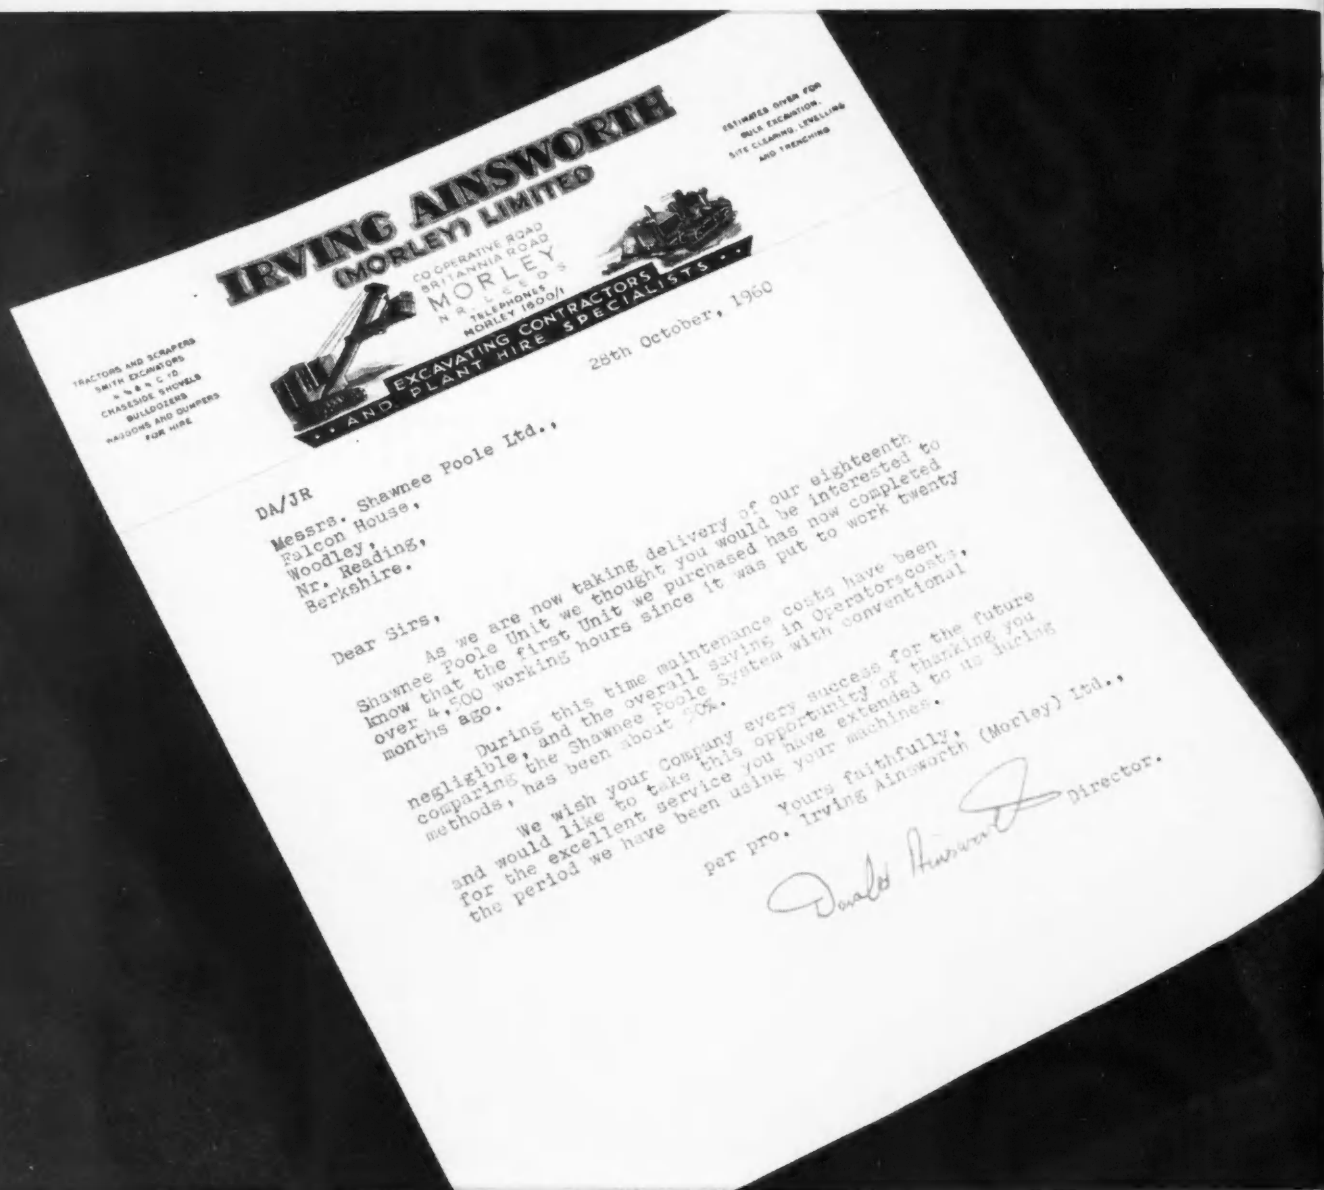 IRVING AINSWORTH
(MORLEY) LIMITED
CO-OPERATIVE ROAD
BRITANNIA ROAD
MORLEY
NR. LEEDS
TELEPHONES
MORLEY 1600/1
EXCAVATING CONTRACTORS
· · AND PLANT HIRE SPECIALISTS · ·
ESTIMATES GIVEN FOR
BULK EXCAVATION,
SITE CLEARING, LEVELLING
AND TRENCHING
TRACTORS AND SCRAPERS
SMITH EXCAVATORS
CHASESIDE SHOVELS
BULLDOZERS
WAGGONS AND DUMPERS
FOR HIRE
28th October, 1960
DA/JR
Messrs. Shawnee Poole Ltd.,
Falcon House,
Woodley,
Nr. Reading,
Berkshire.
Dear Sirs,
As we are now taking delivery of our eighteenth
Shawnee Poole Unit we thought you would be interested to
know that the first Unit we purchased has now completed
over 4,500 working hours since it was put to work twenty
months ago.
During this time maintenance costs have been
negligible, and the overall saving in Operatorscosts,
comparing the Shawnee Poole System with conventional
methods, has been about
We wish your Company every success for the future
and would like to take this opportunity of thanking you
for the excellent service you have extended to us during
the period we have been using your machines.
Yours faithfully,
per pro. Irving Ainsworth (Morley) Ltd.,
Donald Ainsworth
Director.